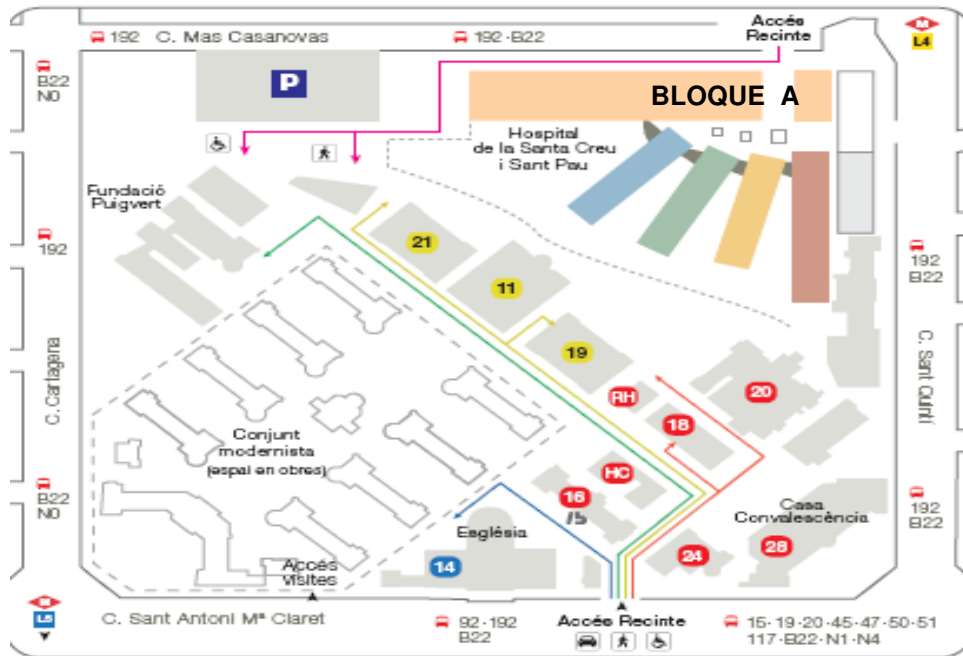 192 C. Mas Casanovas
192·B22
Accés
Recinte
M
L4
B22
N0
P
BLOQUE A
Hospital
de la Santa Creu
i Sant Pau
Fundació
Puigvert
192
21
11
192
B22
19
C. Cartagena
C. Sant Quintí
RH
20
18
Conjunt
modernista
(espai en obres)
HC
16
/5
B22
N0
192
B22
Casa
Convalescència
Església
28
24
14
Accés
visites
M
L5
C. Sant Antoni Mª Claret
92·192
B22
Accés Recinte
15·19·20·45·47·50·51
117·B22·N1·N4